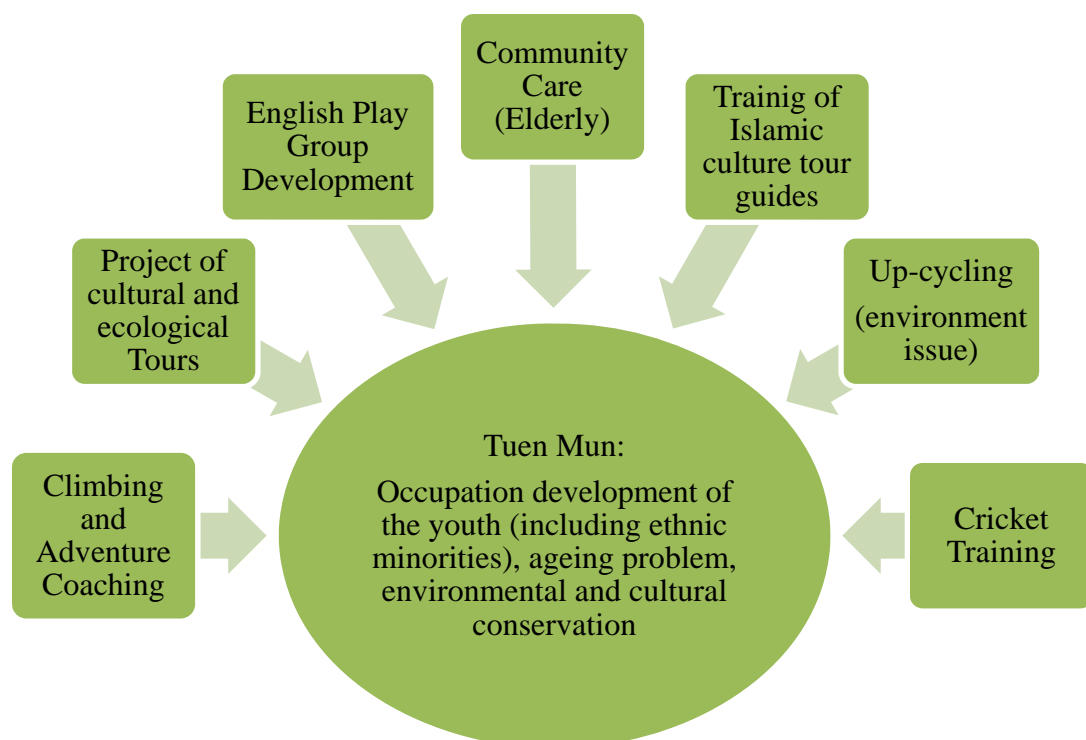 Community
Care
(Elderly)
English Play
Group
Development
Trainig of
Islamic
culture tour
guides
Project of
cultural and
ecological
Tours
Up-cycling
(environment
issue)
Climbing
and
Adventure
Coaching
Tuen Mun:
Occupation development of
the youth (including ethnic
minorities), ageing problem,
environmental and cultural
conservation
Cricket
Training